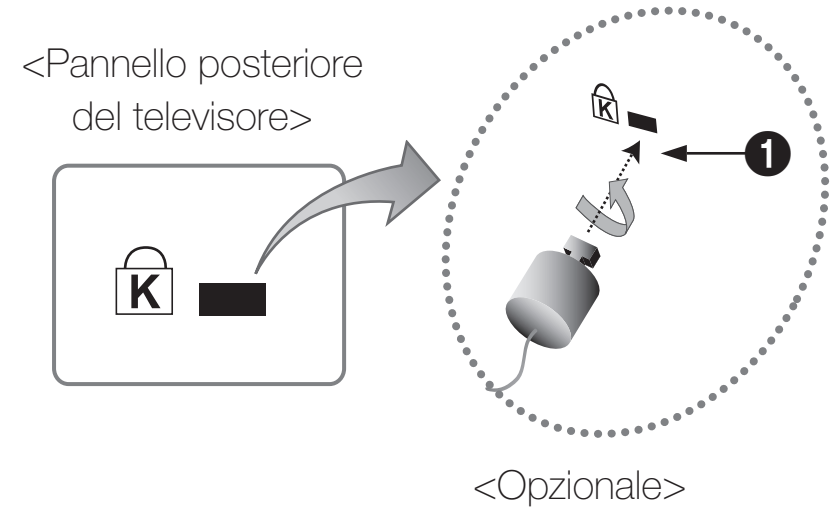 <Pannello posteriore
del televisore>
K
K
1
<Opzionale>